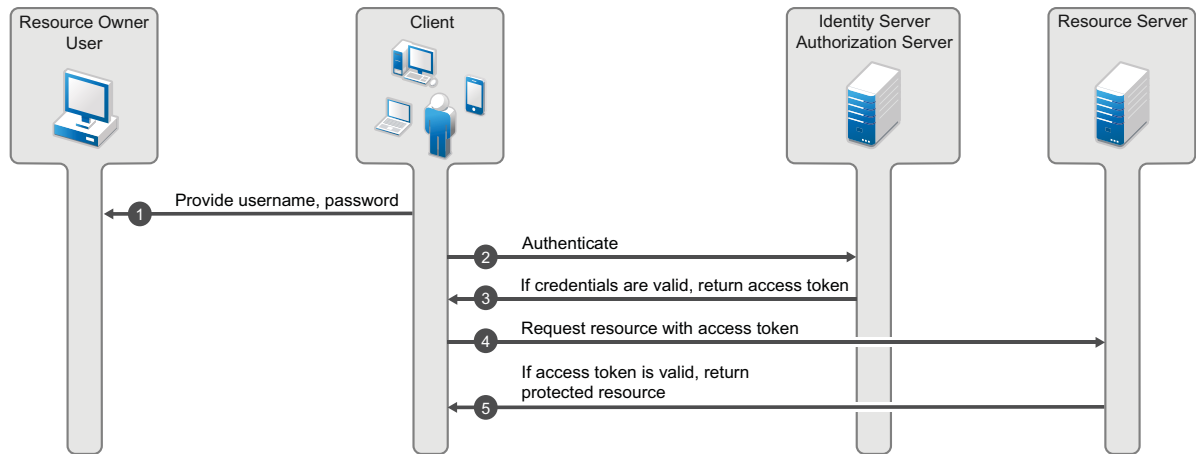 Resource Owner
User
Client
Identity Server
Authorization Server
Resource Server
Provide username, password
1
Authenticate
2
If credentials are valid, return access token
3
Request resource with access token
4
If access token is valid, return
protected resource
5